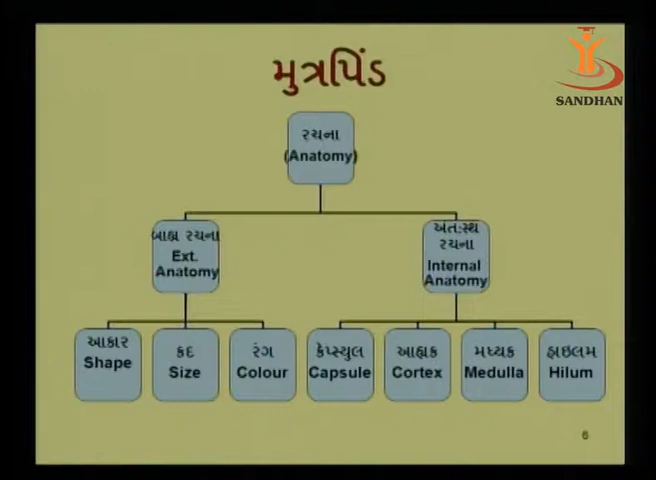 મુત્રપિંડ
SANDHAN
રચના
(Anatomy)
બાહ્ય રચના
Ext.
Anatomy
અંત:સ્થ
રચના
Internal
Anatomy
આકાર
Shape
કદ
Size
રંગ
Colour
કેપ્સ્યુલ
Capsule
બાહ્યક
Cortex
મધ્યક
Medulla
હાઇલમ
Hilum
6